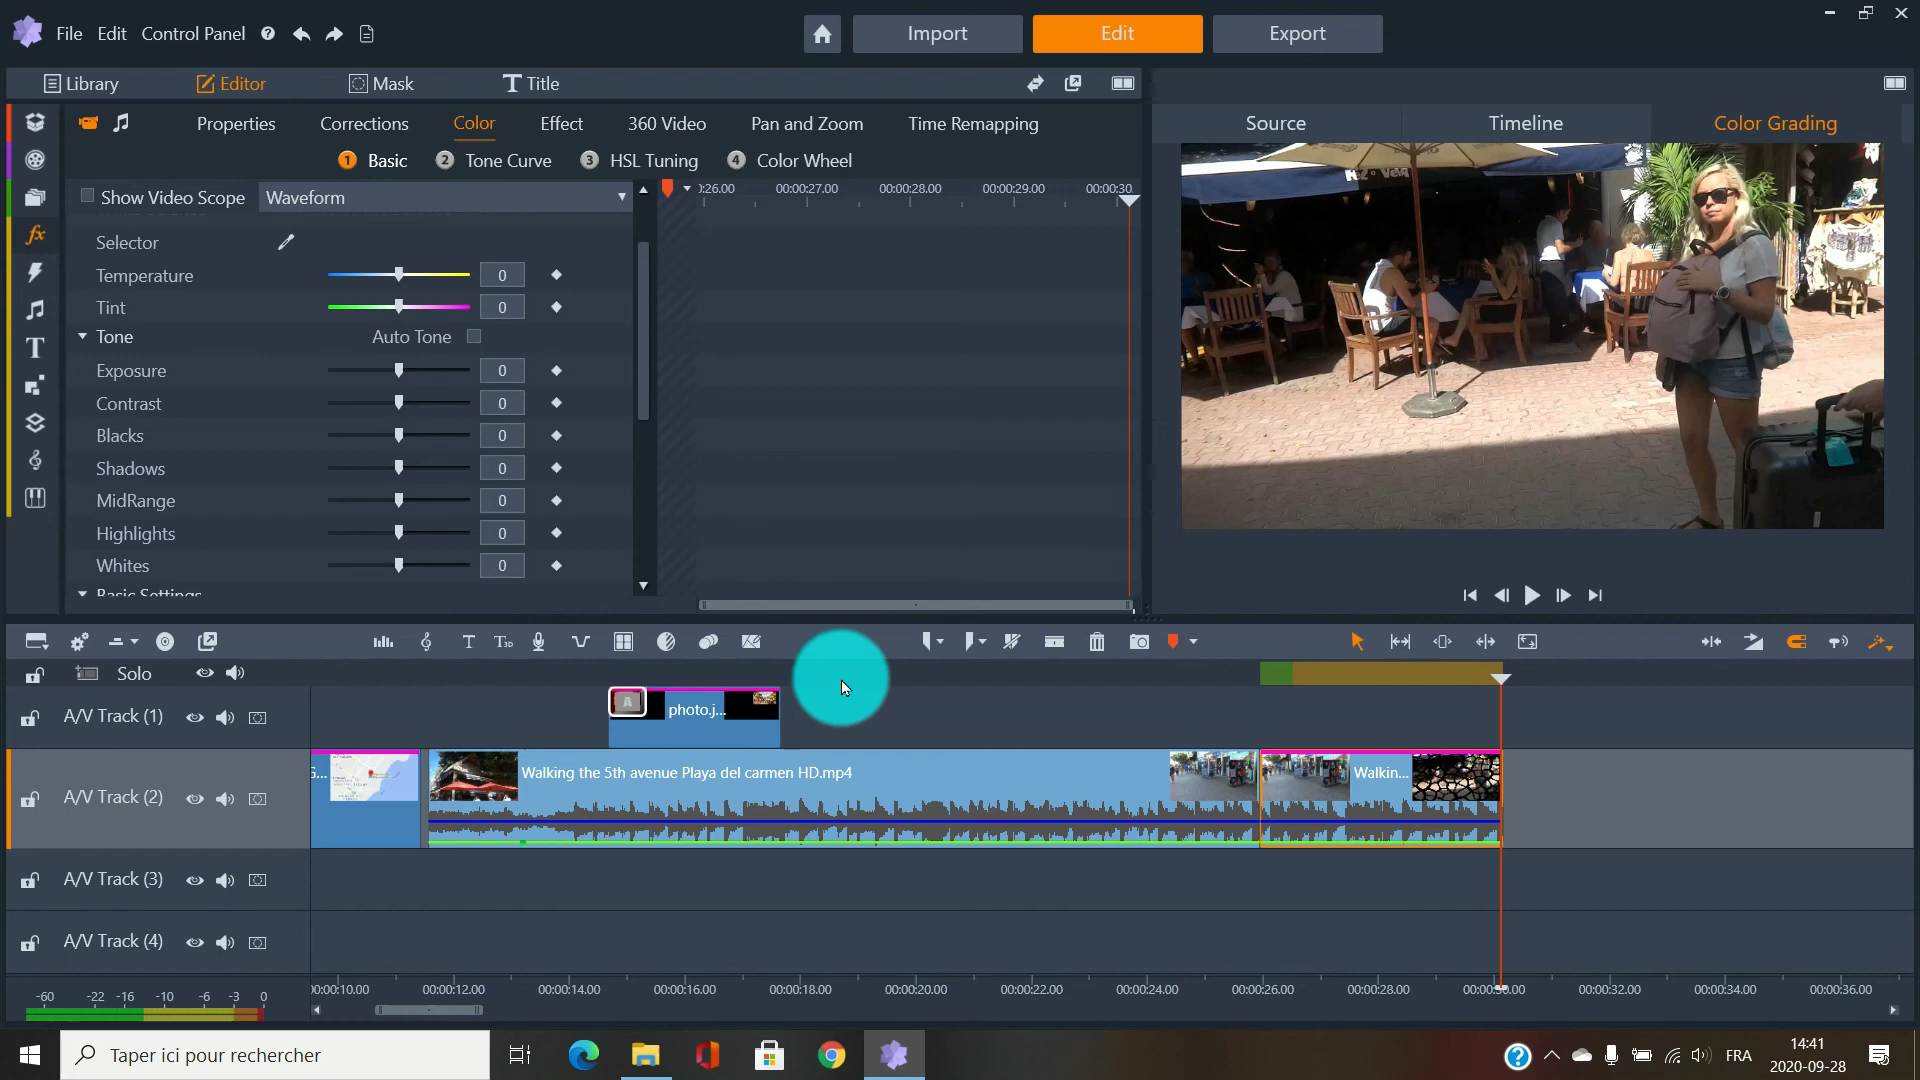 File Edit Control Panel
Import Edit Export
Library Editor Mask Title
Properties Corrections Color Effect 360 Video Pan and Zoom Time Remapping
Source Timeline Color Grading
1 Basic 2 Tone Curve 3 HSL Tuning 4 Color Wheel
Show Video Scope Waveform
:26.00 00:00:27.00 00:00:28.00 00:00:29.00 00:00:30
Selector
Temperature 0
Tint 0
Tone Auto Tone
Exposure 0
Contrast 0
Blacks 0
Shadows 0
MidRange 0
Highlights 0
Whites 0
Basic Settings
Solo
A/V Track (1)
A photo.j...
A/V Track (2)
G... Walking the 5th avenue Playa del carmen HD.mp4 Walkin...
A/V Track (3)
A/V Track (4)
-60 -22 -16 -10 -6 -3 0
00:00:10.00 00:00:12.00 00:00:14.00 00:00:16.00 00:00:18.00 00:00:20.00 00:00:22.00 00:00:24.00 00:00:26.00 00:00:28.00 00:00:30.00 00:00:32.00 00:00:34.00 00:00:36.00
Taper ici pour rechercher
FRA
14:41
2020-09-28